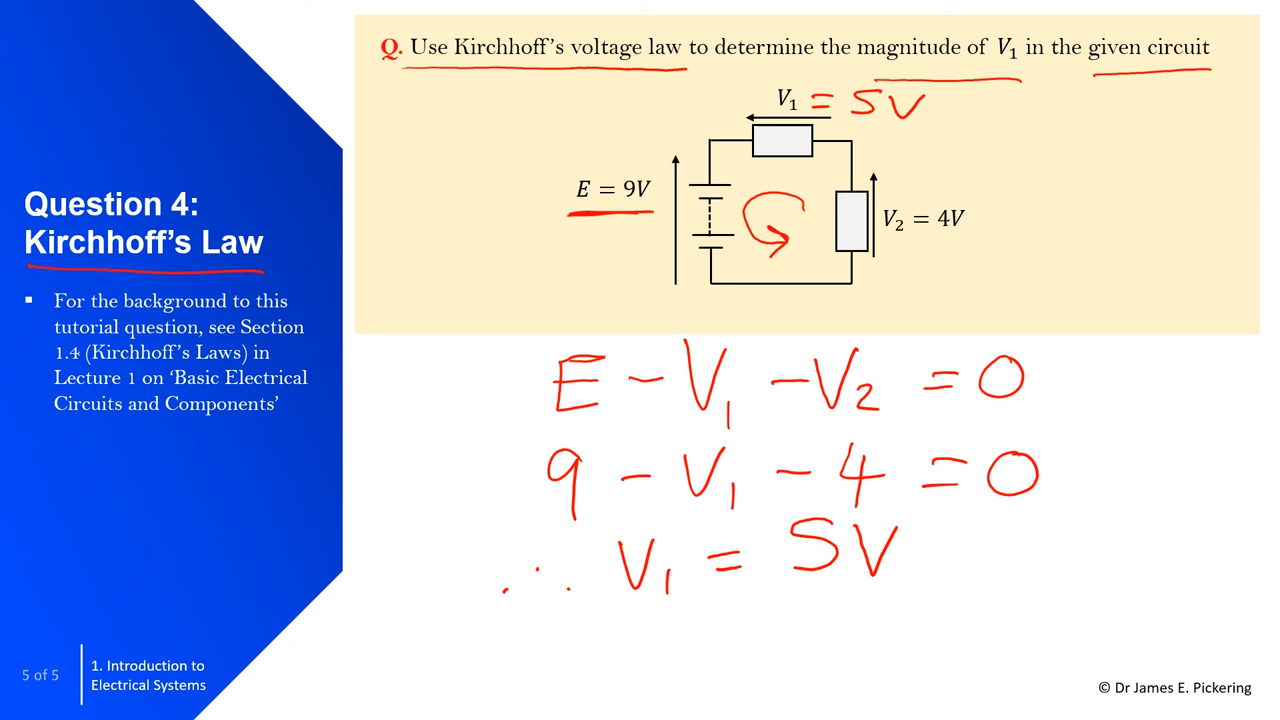 Question 4:
Kirchhoff's Law
▪ For the background to this
tutorial question, see Section
1.4 (Kirchhoff's Laws) in
Lecture 1 on 'Basic Electrical
Circuits and Components'
5 of 5
1. Introduction to
Electrical Systems
Q. Use Kirchhoff's voltage law to determine the magnitude of V₁ in the given circuit
V₁ = 5V
E = 9V
V₂ = 4V
E - V₁ - V₂ = 0
9 - V₁ - 4 = 0
∴ V₁ = 5V
© Dr James E. Pickering